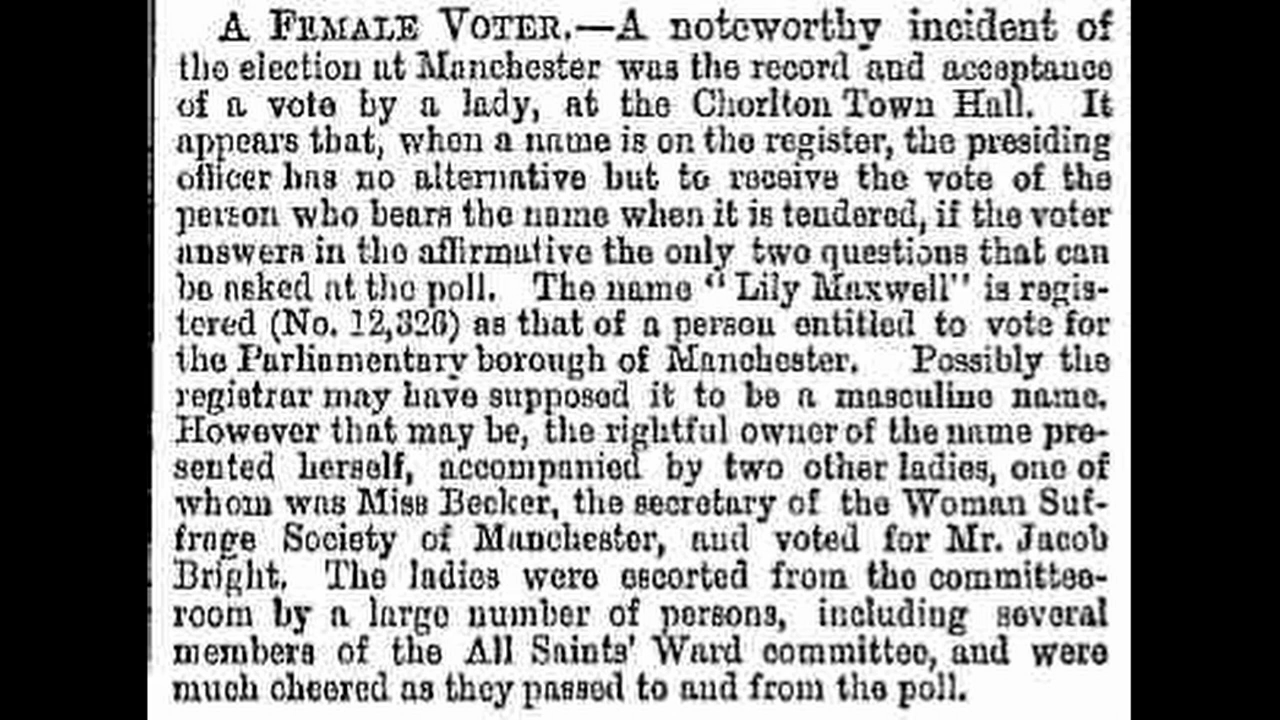 A FEMALE VOTER.—A noteworthy incident of
the election at Manchester was the record and acceptance
of a vote by a lady, at the Chorlton Town Hall. It
appears that, when a name is on the register, the presiding
officer has no alternative but to receive the vote of the
person who bears the name when it is tendered, if the voter
answers in the affirmative the only two questions that can
be asked at the poll. The name "Lily Maxwell" is regis-
tered (No. 12,326) as that of a person entitled to vote for
the Parliamentary borough of Manchester. Possibly the
registrar may have supposed it to be a masculine name.
However that may be, the rightful owner of the name pre-
sented herself, accompanied by two other ladies, one of
whom was Miss Becker, the secretary of the Woman Suf-
frage Society of Manchester, and voted for Mr. Jacob
Bright. The ladies were escorted from the committee-
room by a large number of persons, including several
members of the All Saints' Ward committee, and were
much cheered as they passed to and from the poll.